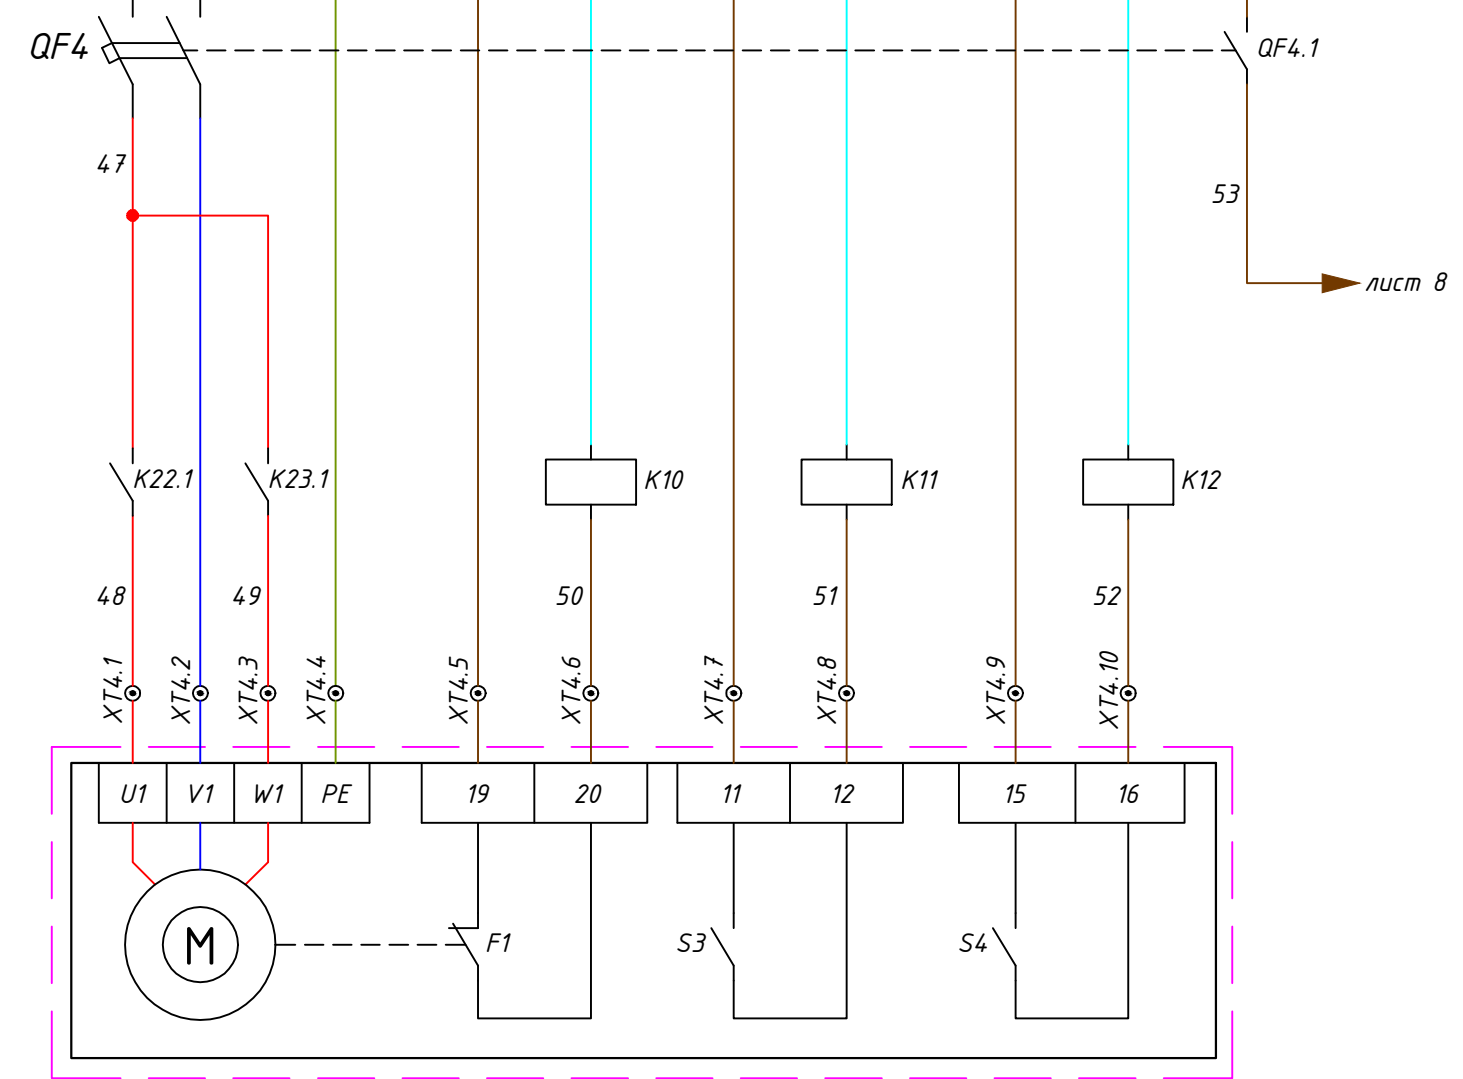 QF4
QF4.1
47
53
лист 8
K22.1
K23.1
K10
K11
K12
48
49
50
51
52
XT4.1
XT4.2
XT4.3
XT4.4
XT4.5
XT4.6
XT4.7
XT4.8
XT4.9
XT4.10
U1
V1
W1
PE
19
20
11
12
15
16
M
F1
S3
S4